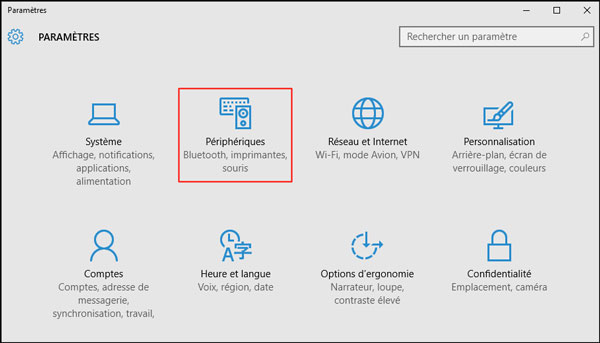 Paramètres
PARAMÈTRES
Rechercher un paramètre
Système
Affichage, notifications,
applications,
alimentation
Périphériques
Bluetooth, imprimantes,
souris
Réseau et Internet
Wi-Fi, mode Avion, VPN
Personnalisation
Arrière-plan, écran de
verrouillage, couleurs
Comptes
Comptes, adresse de
messagerie,
synchronisation, travail,
Heure et langue
Voix, région, date
Options d'ergonomie
Narrateur, loupe,
contraste élevé
Confidentialité
Emplacement, caméra